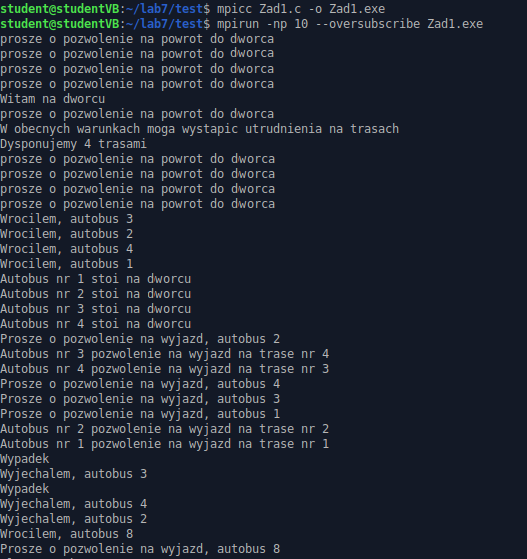 student@studentVB:~/lab7/test$ mpicc Zad1.c -o Zad1.exe
student@studentVB:~/lab7/test$ mpirun -np 10 --oversubscribe Zad1.exe
prosze o pozwolenie na powrot do dworca
prosze o pozwolenie na powrot do dworca
prosze o pozwolenie na powrot do dworca
prosze o pozwolenie na powrot do dworca
Witam na dworcu
prosze o pozwolenie na powrot do dworca
W obecnych warunkach moga wystapic utrudnienia na trasach
Dysponujemy 4 trasami
prosze o pozwolenie na powrot do dworca
prosze o pozwolenie na powrot do dworca
prosze o pozwolenie na powrot do dworca
prosze o pozwolenie na powrot do dworca
Wrocilem, autobus 3
Wrocilem, autobus 2
Wrocilem, autobus 4
Wrocilem, autobus 1
Autobus nr 1 stoi na dworcu
Autobus nr 2 stoi na dworcu
Autobus nr 3 stoi na dworcu
Autobus nr 4 stoi na dworcu
Prosze o pozwolenie na wyjazd, autobus 2
Autobus nr 3 pozwolenie na wyjazd na trase nr 4
Autobus nr 4 pozwolenie na wyjazd na trase nr 3
Prosze o pozwolenie na wyjazd, autobus 4
Prosze o pozwolenie na wyjazd, autobus 3
Prosze o pozwolenie na wyjazd, autobus 1
Autobus nr 2 pozwolenie na wyjazd na trase nr 2
Autobus nr 1 pozwolenie na wyjazd na trase nr 1
Wypadek
Wyjechalem, autobus 3
Wypadek
Wyjechalem, autobus 4
Wyjechalem, autobus 2
Wrocilem, autobus 8
Prosze o pozwolenie na wyjazd, autobus 8